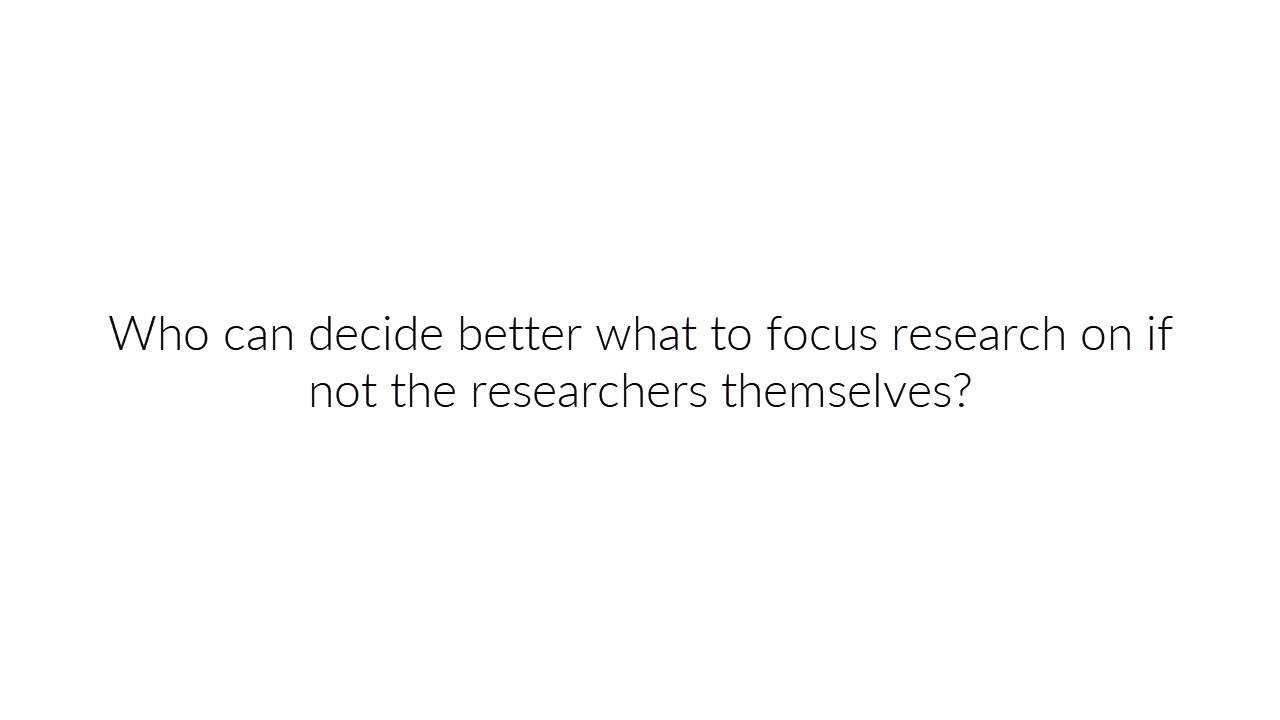 Who can decide better what to focus research on if
not the researchers themselves?